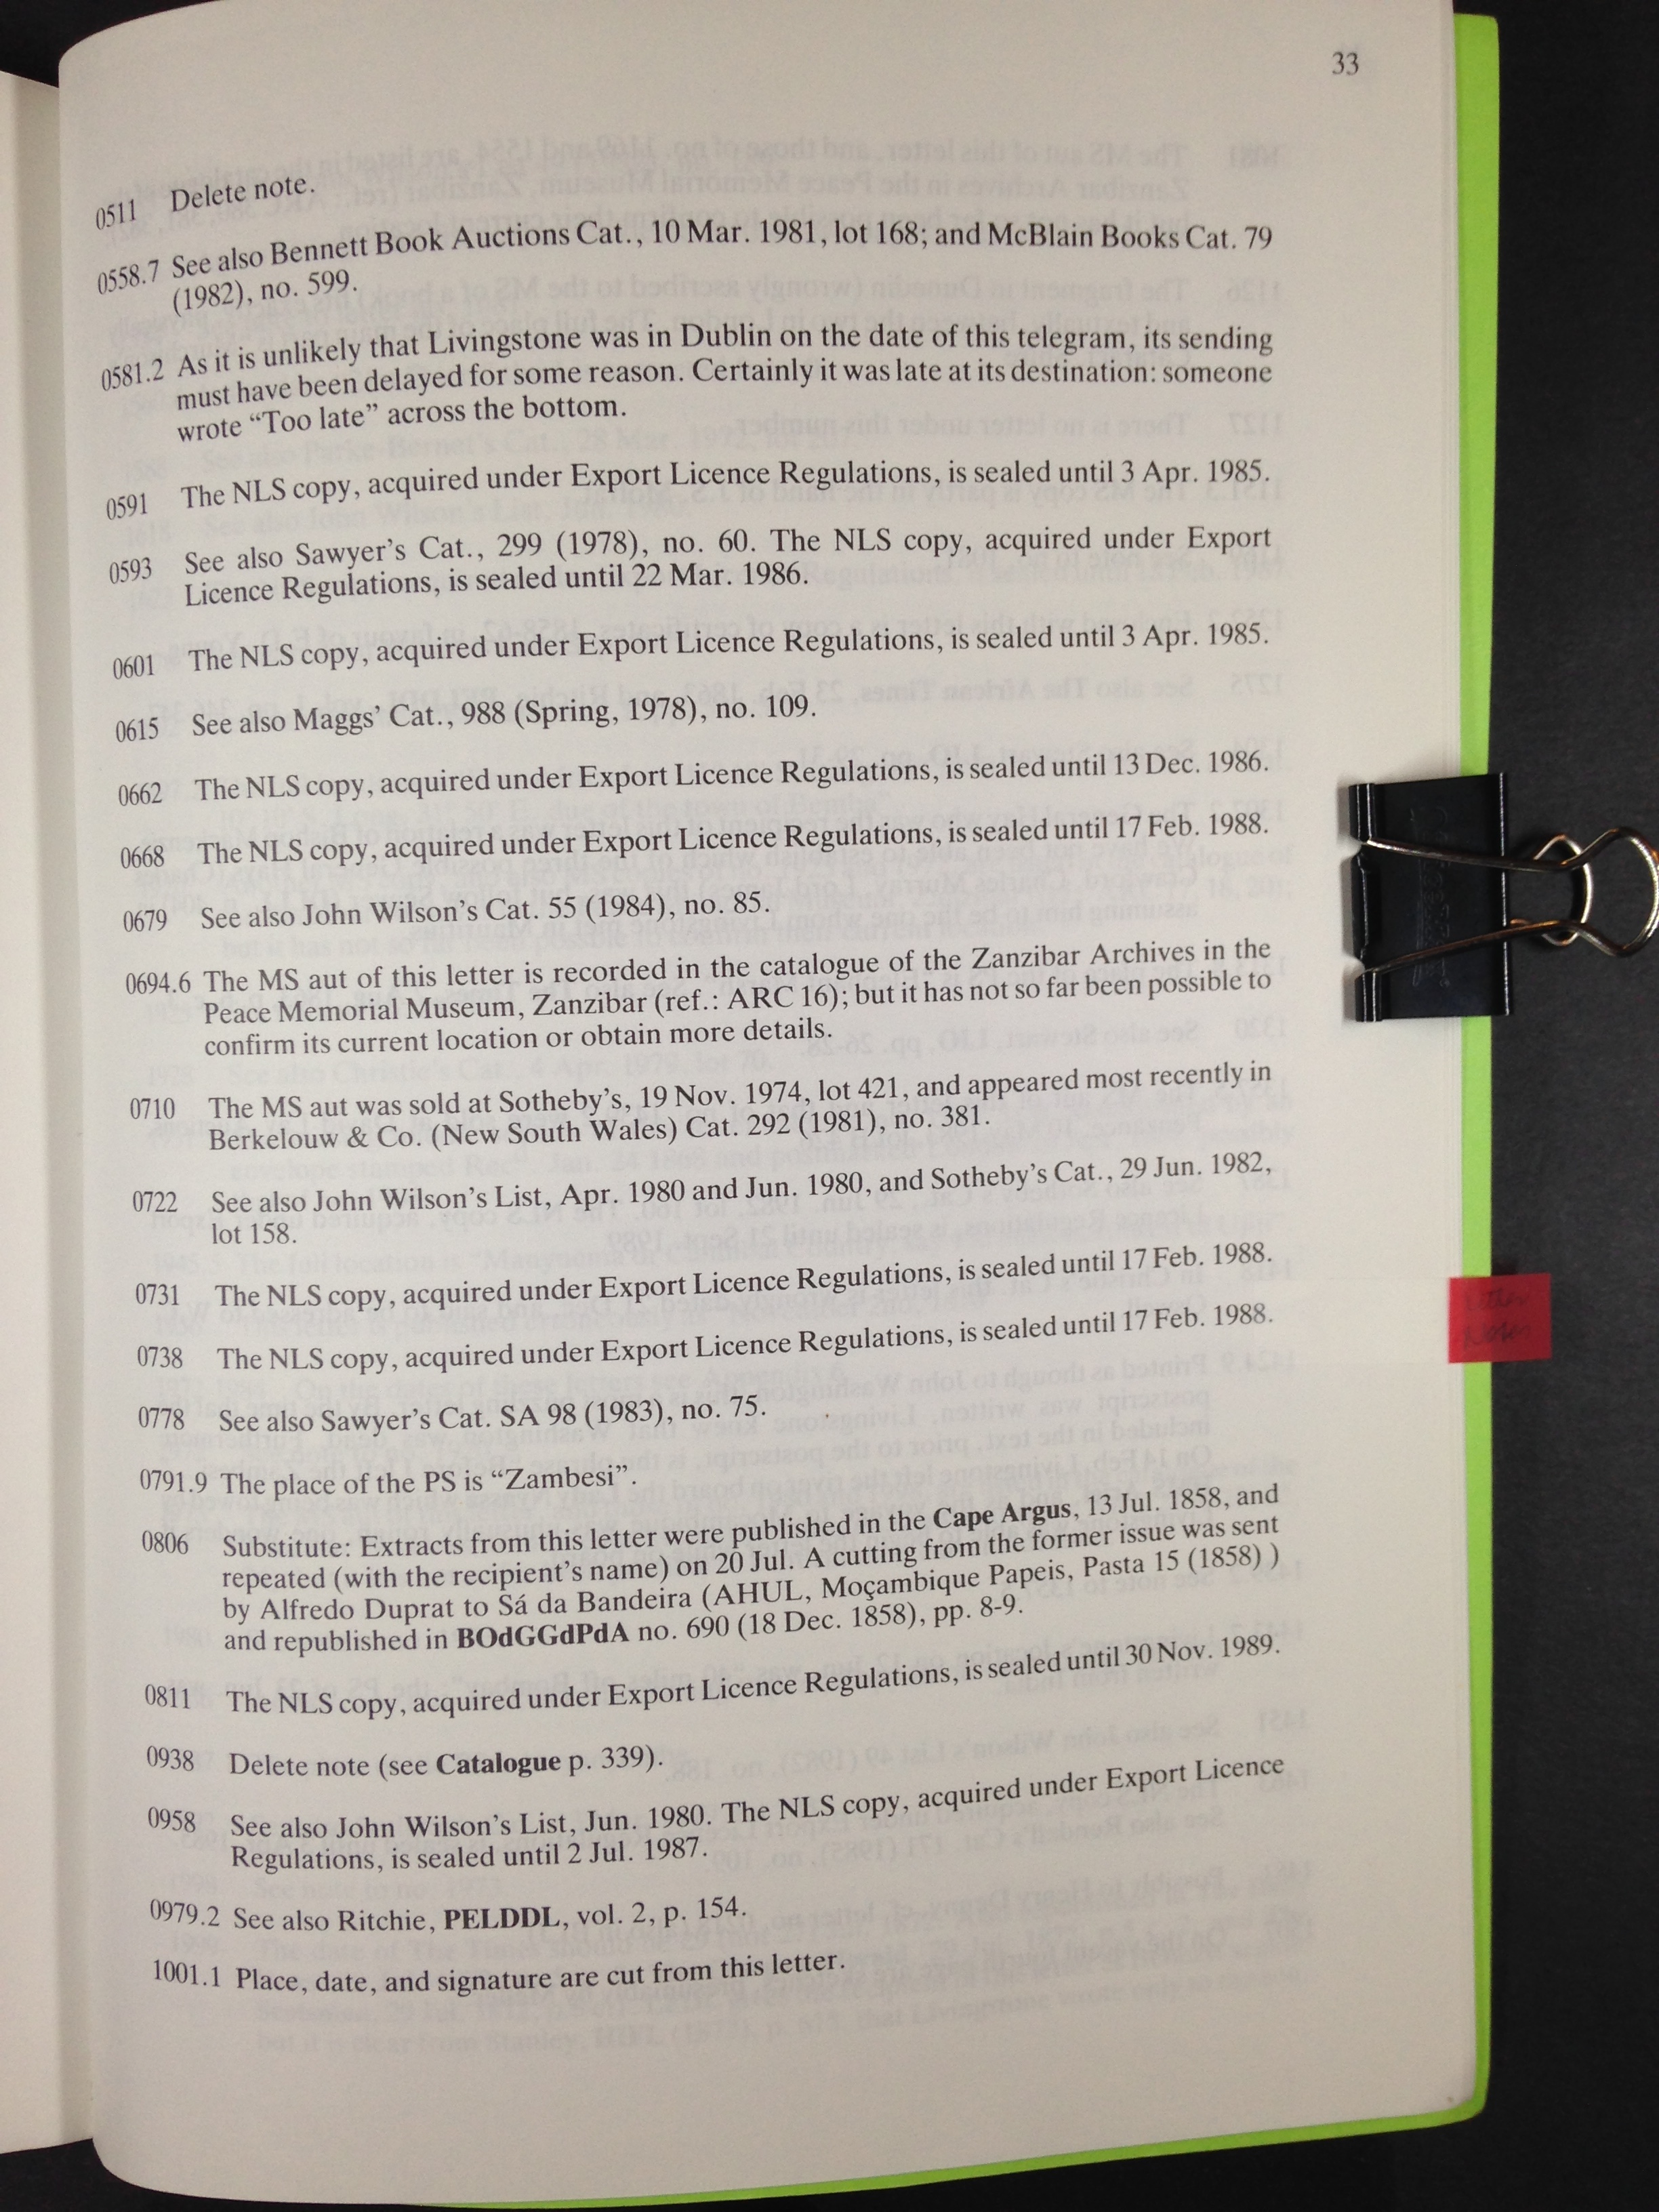 33
0511 Delete note.
0558.7 See also Bennett Book Auctions Cat., 10 Mar. 1981, lot 168; and McBlain Books Cat. 79
(1982), no. 599.
0581.2 As it is unlikely that Livingstone was in Dublin on the date of this telegram, its sending
must have been delayed for some reason. Certainly it was late at its destination: someone
wrote “Too late” across the bottom.
0591 The NLS copy, acquired under Export Licence Regulations, is sealed until 3 Apr. 1985.
0593 See also Sawyer’s Cat., 299 (1978), no. 60. The NLS copy, acquired under Export
Licence Regulations, is sealed until 22 Mar. 1986.
0601 The NLS copy, acquired under Export Licence Regulations, is sealed until 3 Apr. 1985.
0615 See also Maggs’ Cat., 988 (Spring, 1978), no. 109.
0662 The NLS copy, acquired under Export Licence Regulations, is sealed until 13 Dec. 1986.
0668 The NLS copy, acquired under Export Licence Regulations, is sealed until 17 Feb. 1988.
0679 See also John Wilson’s Cat. 55 (1984), no. 85.
0694.6 The MS aut of this letter is recorded in the catalogue of the Zanzibar Archives in the
Peace Memorial Museum, Zanzibar (ref.: ARC 16); but it has not so far been possible to
confirm its current location or obtain more details.
0710 The MS aut was sold at Sotheby’s, 19 Nov. 1974, lot 421, and appeared most recently in
Berkelouw & Co. (New South Wales) Cat. 292 (1981), no. 381.
0722 See also John Wilson’s List, Apr. 1980 and Jun. 1980, and Sotheby’s Cat., 29 Jun. 1982,
lot 158.
0731 The NLS copy, acquired under Export Licence Regulations, is sealed until 17 Feb. 1988.
0738 The NLS copy, acquired under Export Licence Regulations, is sealed until 17 Feb. 1988.
0778 See also Sawyer’s Cat. SA 98 (1983), no. 75.
0791.9 The place of the PS is “Zambesi”.
0806 Substitute: Extracts from this letter were published in the Cape Argus, 13 Jul. 1858, and
repeated (with the recipient’s name) on 20 Jul. A cutting from the former issue was sent
by Alfredo Duprat to Sá da Bandeira (AHUL, Moçambique Papeis, Pasta 15 (1858) )
and republished in BOdGGdPdA no. 690 (18 Dec. 1858), pp. 8-9.
0811 The NLS copy, acquired under Export Licence Regulations, is sealed until 30 Nov. 1989.
0938 Delete note (see Catalogue p. 339).
0958 See also John Wilson’s List, Jun. 1980. The NLS copy, acquired under Export Licence
Regulations, is sealed until 2 Jul. 1987.
0979.2 See also Ritchie, PELDDL, vol. 2, p. 154.
1001.1 Place, date, and signature are cut from this letter.